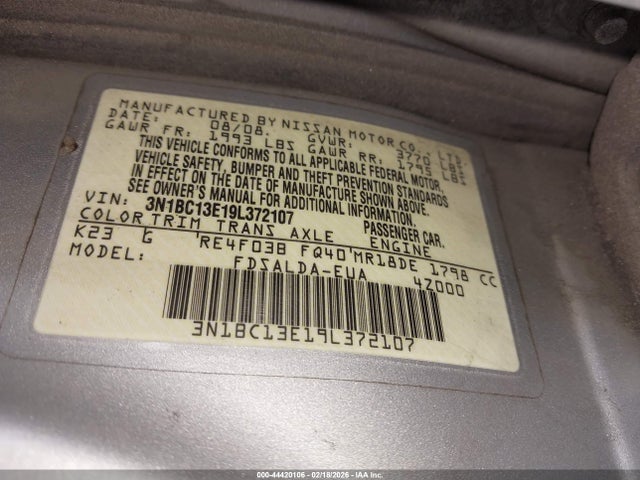 MANUFACTURED BY NISSAN MOTOR CO., LTD
DATE: 08/08. GVWR: 3770 LBS
GAWR FR: 1993 LBS GAWR RR: 1795 LBS
THIS VEHICLE CONFORMS TO ALL APPLICABLE FEDERAL MOTOR
VEHICLE SAFETY, BUMPER AND THEFT PREVENTION STANDARDS
IN EFFECT ON THE DATE OF MANUFACTURE SHOWN ABOVE.
SEE OWNER'S MANUAL FOR ADDITIONAL INFORMATION.
VIN: 3N1BC13E19L372107 PASSENGER CAR.
COLOR TRIM TRANS AXLE ENGINE
K23 G 'RE4F03B FQ40'MR18DE 1798 CC
MODEL: FDSALDA-EUA 4Z000
3N1BC13E19L372107
000-44420106 - 02/18/2026 - IAA Inc.